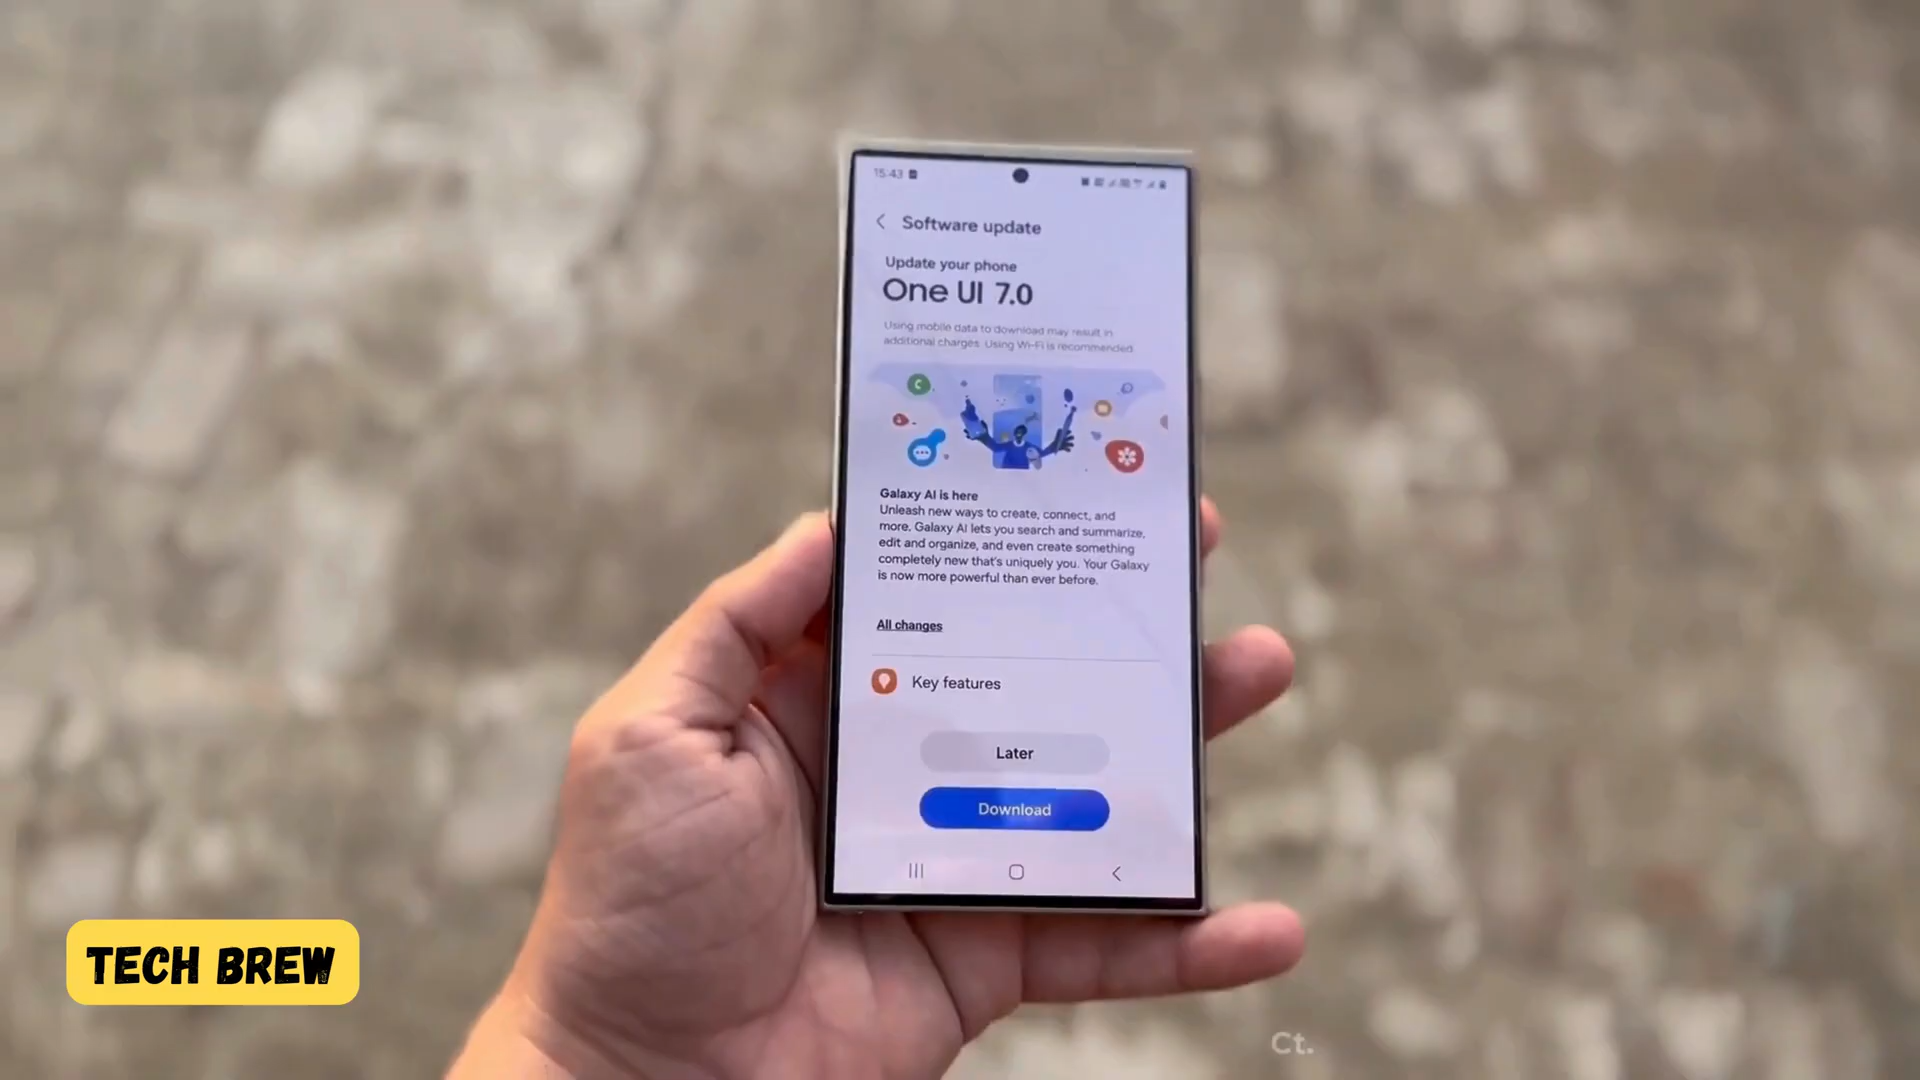 15:43
Software update
Update your phone
One UI 7.0
Using mobile data to download may result in
additional charges. Using Wi-Fi is recommended.
Galaxy AI is here
Unleash new ways to create, connect, and
more. Galaxy AI lets you search and summarize,
edit and organize, and even create something
completely new that's uniquely you. Your Galaxy
is now more powerful than ever before.
All changes
Key features
Later
Download
TECH BREW
Ct.